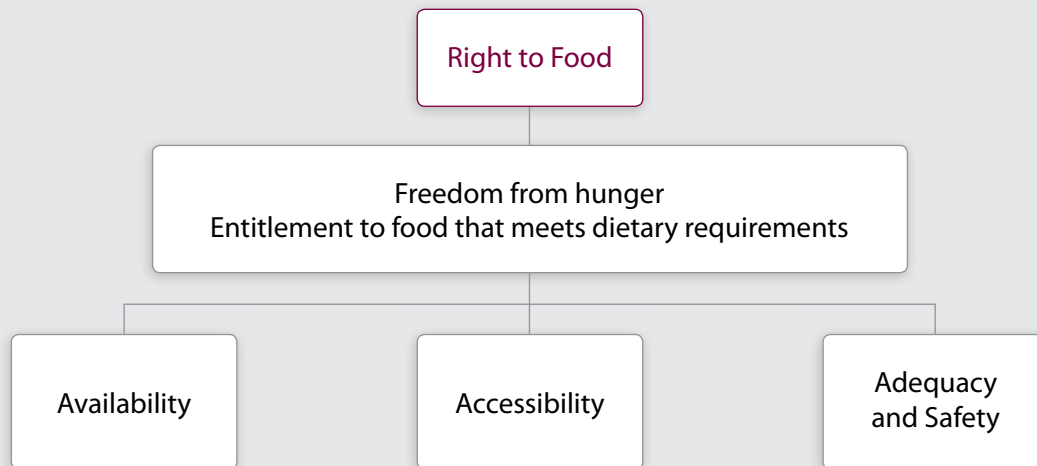 Right to Food
Freedom from hunger
Entitlement to food that meets dietary requirements
Availability
Accessibility
Adequacy
and Safety